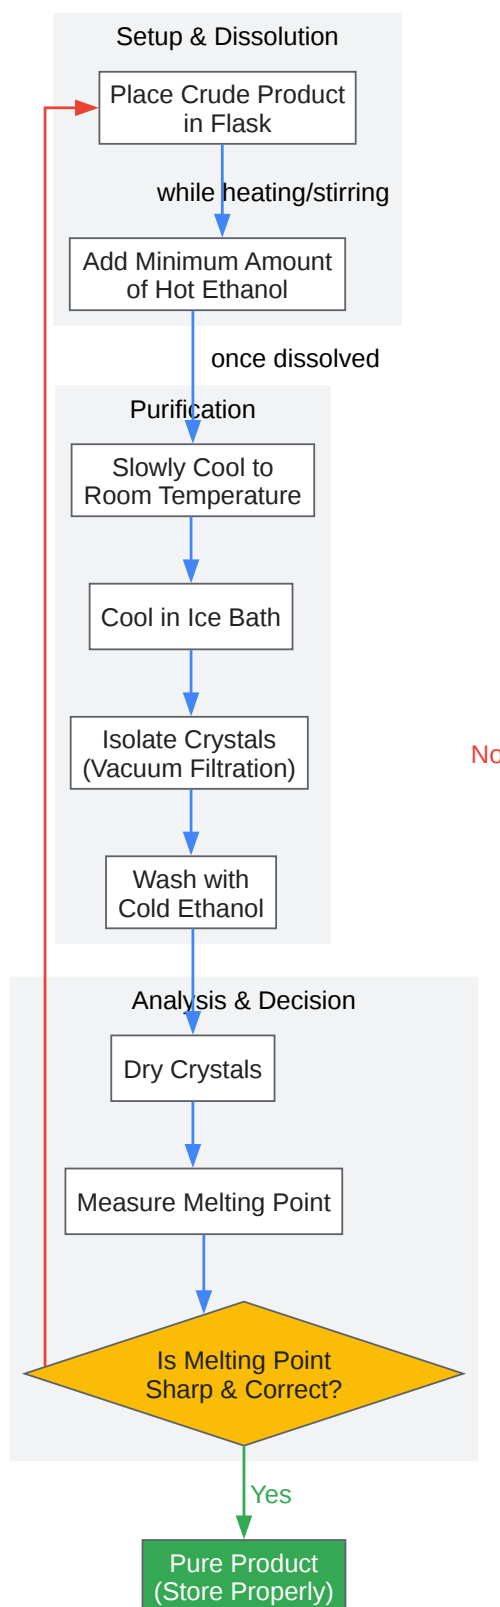 Setup & Dissolution
Place Crude Product
in Flask
while heating/stirring
Add Minimum Amount
of Hot Ethanol
once dissolved
Purification
Slowly Cool to
Room Temperature
Cool in Ice Bath
Isolate Crystals
(Vacuum Filtration)
No
Wash with
Cold Ethanol
Analysis & Decision
Dry Crystals
Measure Melting Point
Is Melting Point
Sharp & Correct?
Yes
Pure Product
(Store Properly)